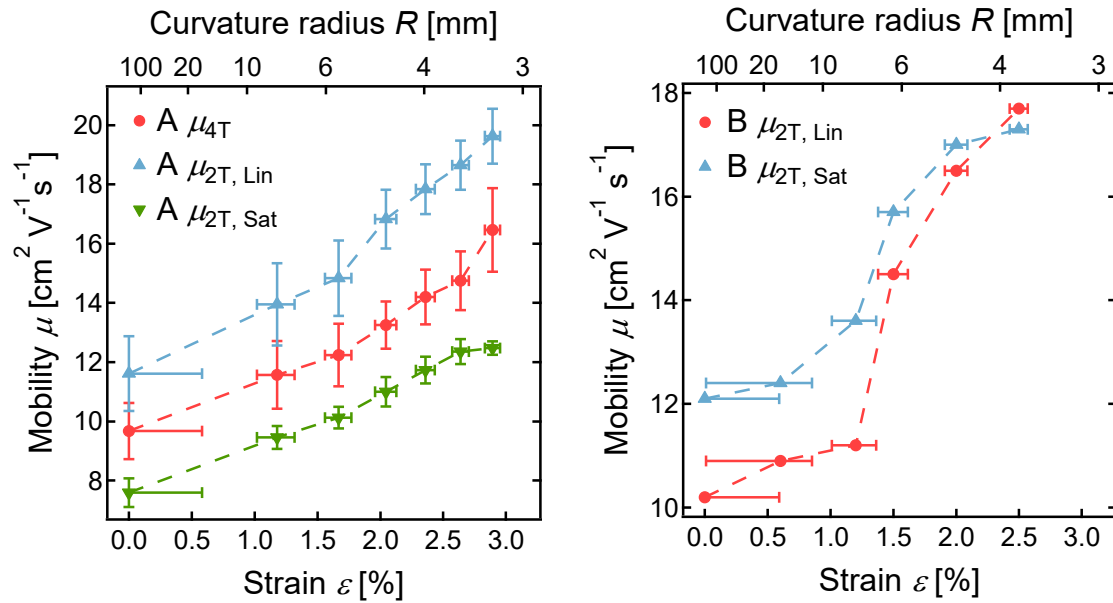 Curvature radius R [mm]
100 20 10 8 6 4 3
20
18
16
14
12
10
8
Mobility μ [cm² V⁻¹ s⁻¹]
A μ4T
A μ2T, Lin
A μ2T, Sat
0.0 0.5 1.0 1.5 2.0 2.5 3.0
Strain ε [%]
Curvature radius R [mm]
100 20 10 8 6 4 3
18
16
14
12
10
Mobility μ [cm² V⁻¹ s⁻¹]
B μ2T, Lin
B μ2T, Sat
0.0 0.5 1.0 1.5 2.0 2.5 3.0
Strain ε [%]